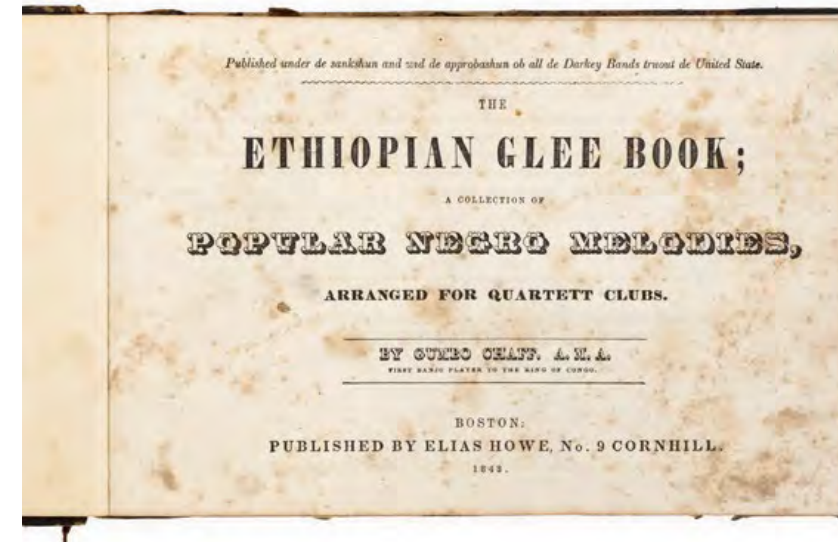 Published under de sankshun and wid de approbashun ob all de Darkey Bands truout de United State.
THE
ETHIOPIAN GLEE BOOK;
A COLLECTION OF
POPULAR NEGRO MELODIES,
ARRANGED FOR QUARTETT CLUBS.
BY GUMBO CHAFF. A. M. A.
FIRST BANJO PLAYER TO THE KING OF CONGO.
BOSTON:
PUBLISHED BY ELIAS HOWE, No. 9 CORNHILL.
1848.